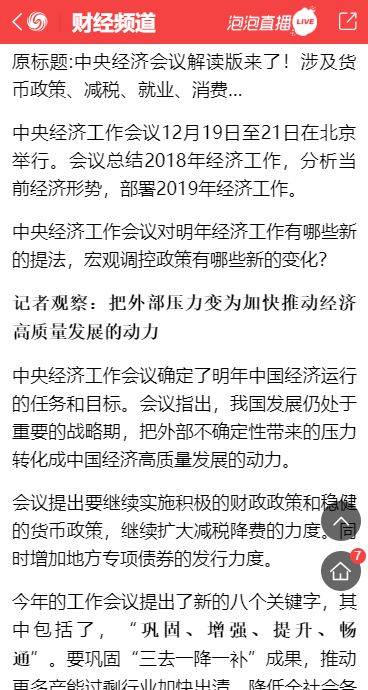 财经频道
泡泡直播 LIVE
原标题:中央经济会议解读版来了！涉及货
币政策、减税、就业、消费...
中央经济工作会议12月19日至21日在北京
举行。会议总结2018年经济工作，分析当
前经济形势，部署2019年经济工作。
中央经济工作会议对明年经济工作有哪些新
的提法，宏观调控政策有哪些新的变化？
记者观察：把外部压力变为加快推动经济
高质量发展的动力
中央经济工作会议确定了明年中国经济运行
的任务和目标。会议指出，我国发展仍处于
重要的战略期，把外部不确定性带来的压力
转化成中国经济高质量发展的动力。
会议提出要继续实施积极的财政政策和稳健
的货币政策，继续扩大减税降费的力度。同
时增加地方专项债券的发行力度。
7
今年的工作会议提出了新的八个关键字，其
中包括了，“巩固、增强、提升、畅
通”。要巩固“三去一降一补”成果，推动
更多产能过剩行业加快出清，降低全社会各